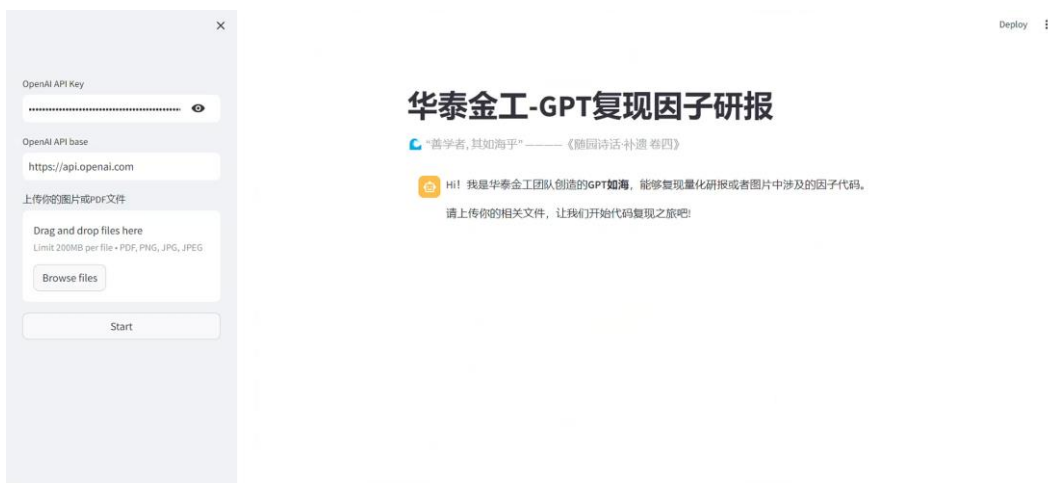 Deploy
OpenAI API Key
OpenAI API base
https://api.openai.com
上传你的图片或PDF文件
Drag and drop files here
Limit 200MB per file • PDF, PNG, JPG, JPEG
Browse files
Start
华泰金工-GPT复现因子研报
“善学者,其如海乎” ———— 《随园诗话·补遗 卷四》
Hi！我是华泰金工团队创造的GPT如海，能够复现量化研报或者图片中涉及的因子代码。
请上传你的相关文件，让我们开始代码复现之旅吧!